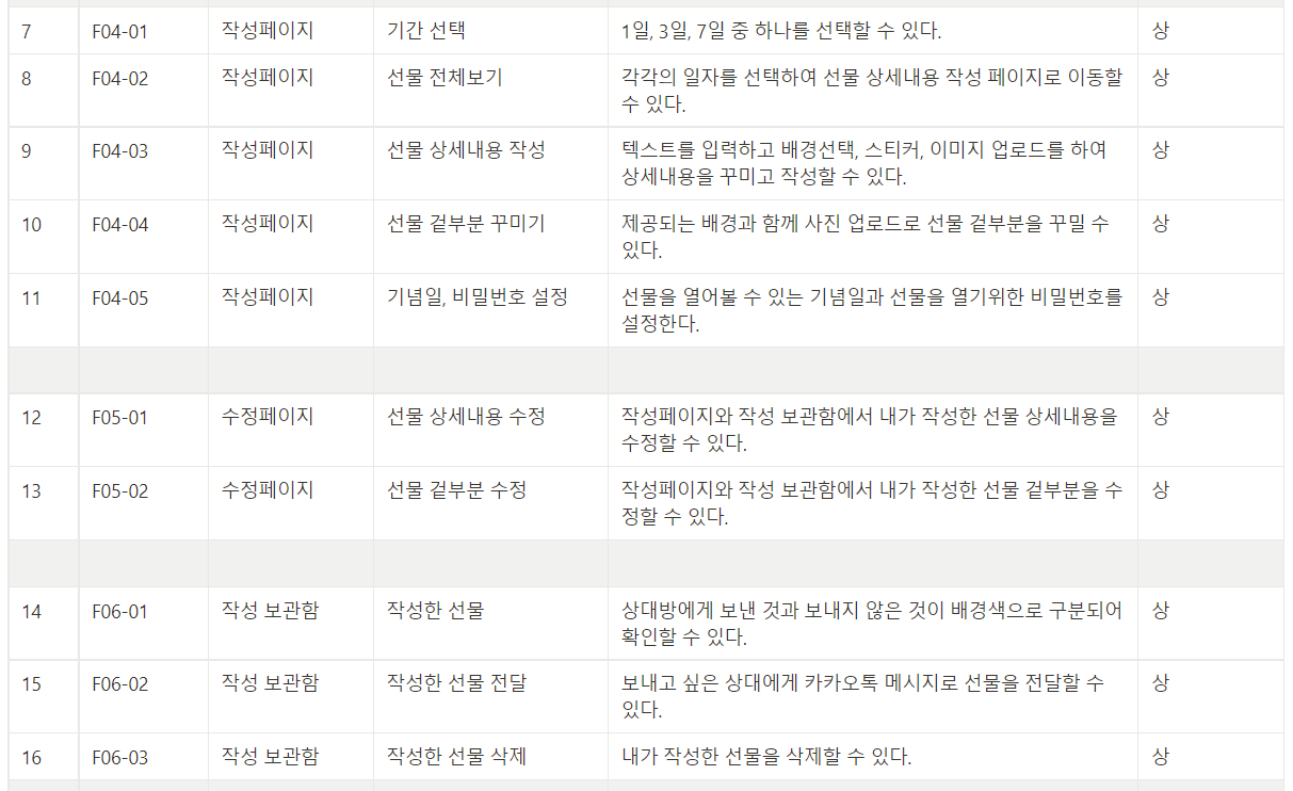 7 F04-01 작성페이지 기간 선택 1일, 3일, 7일 중 하나를 선택할 수 있다. 상
8 F04-02 작성페이지 선물 전체보기 각각의 일자를 선택하여 선물 상세내용 작성 페이지로 이동할 상
수 있다.
9 F04-03 작성페이지 선물 상세내용 작성 텍스트를 입력하고 배경선택, 스티커, 이미지 업로드를 하여 상
상세내용을 꾸미고 작성할 수 있다.
10 F04-04 작성페이지 선물 겉부분 꾸미기 제공되는 배경과 함께 사진 업로드로 선물 겉부분을 꾸밀 수 상
있다.
11 F04-05 작성페이지 기념일, 비밀번호 설정 선물을 열어볼 수 있는 기념일과 선물을 열기위한 비밀번호를 상
설정한다.
12 F05-01 수정페이지 선물 상세내용 수정 작성페이지와 작성 보관함에서 내가 작성한 선물 상세내용을 상
수정할 수 있다.
13 F05-02 수정페이지 선물 겉부분 수정 작성페이지와 작성 보관함에서 내가 작성한 선물 겉부분을 수 상
정할 수 있다.
14 F06-01 작성 보관함 작성한 선물 상대방에게 보낸 것과 보내지 않은 것이 배경색으로 구분되어 상
확인할 수 있다.
15 F06-02 작성 보관함 작성한 선물 전달 보내고 싶은 상대에게 카카오톡 메시지로 선물을 전달할 수 상
있다.
16 F06-03 작성 보관함 작성한 선물 삭제 내가 작성한 선물을 삭제할 수 있다. 상